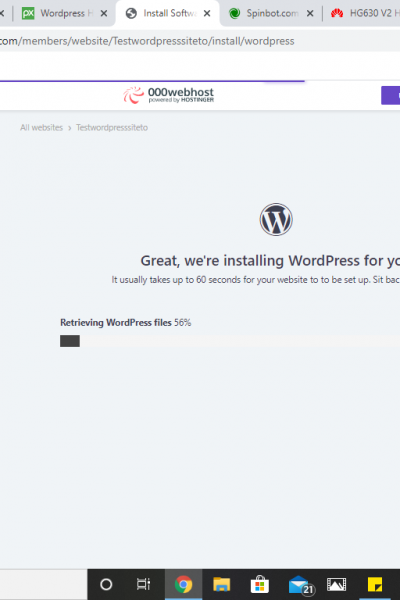 Wordpress H
Install Softw
Spinbot.com
HG630 V2 H
com/members/website/Testwordpresssiteto/install/wordpress
000webhost
powered by HOSTINGER
All websites › Testwordpresssiteto
Great, we're installing WordPress for yo
It usually takes up to 60 seconds for your website to to be set up. Sit bac
Retrieving WordPress files 56%
21